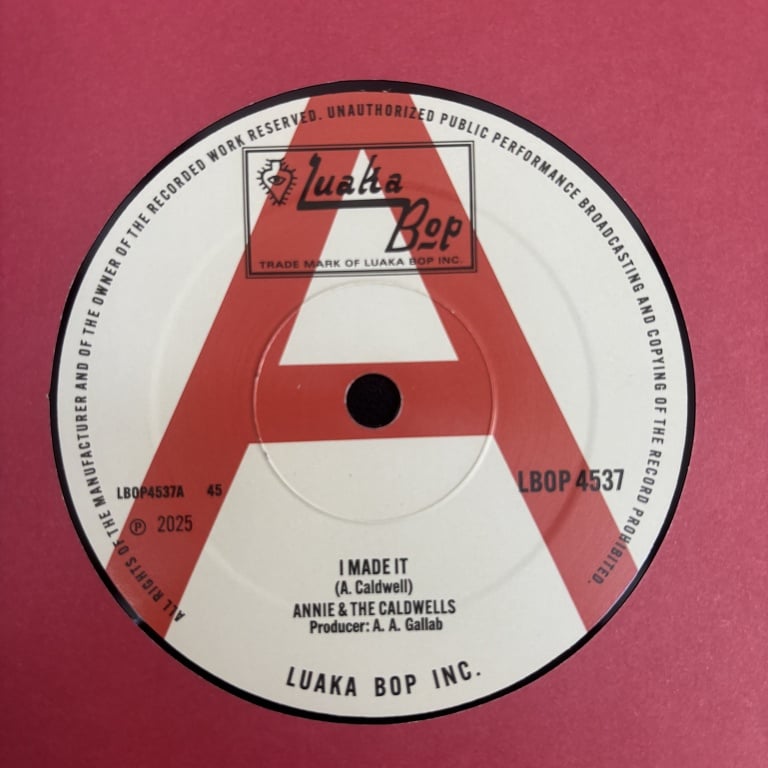 ALL RIGHTS OF THE MANUFACTURER AND OF THE OWNER OF THE RECORDED WORK RESERVED. UNAUTHORIZED PUBLIC PERFORMANCE BROADCASTING AND COPYING OF THE RECORD PROHIBITED.
A
Luaka
Bop
TRADE MARK OF LUAKA BOP INC.
LBOP 4537
LBOP4537A 45
℗ 2025
I MADE IT
(A. Caldwell)
ANNIE & THE CALDWELLS
Producer: A. A. Gallab
LUAKA BOP INC.